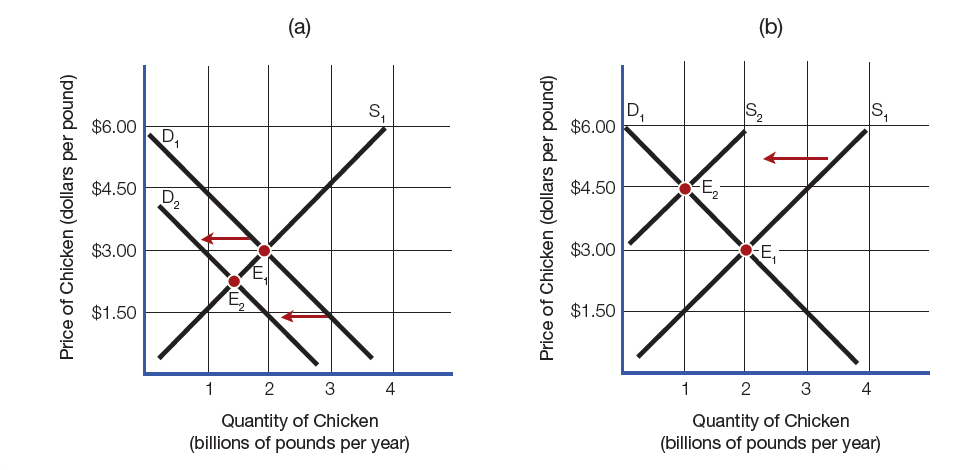 (a)
Price of Chicken (dollars per pound)
$6.00
$4.50
$3.00
$1.50
D₁
D₂
S₁
E₁
E₂
1 2 3 4
Quantity of Chicken
(billions of pounds per year)
(b)
Price of Chicken (dollars per pound)
$6.00
$4.50
$3.00
$1.50
D₁
S₂
S₁
E₂
E₁
1 2 3 4
Quantity of Chicken
(billions of pounds per year)